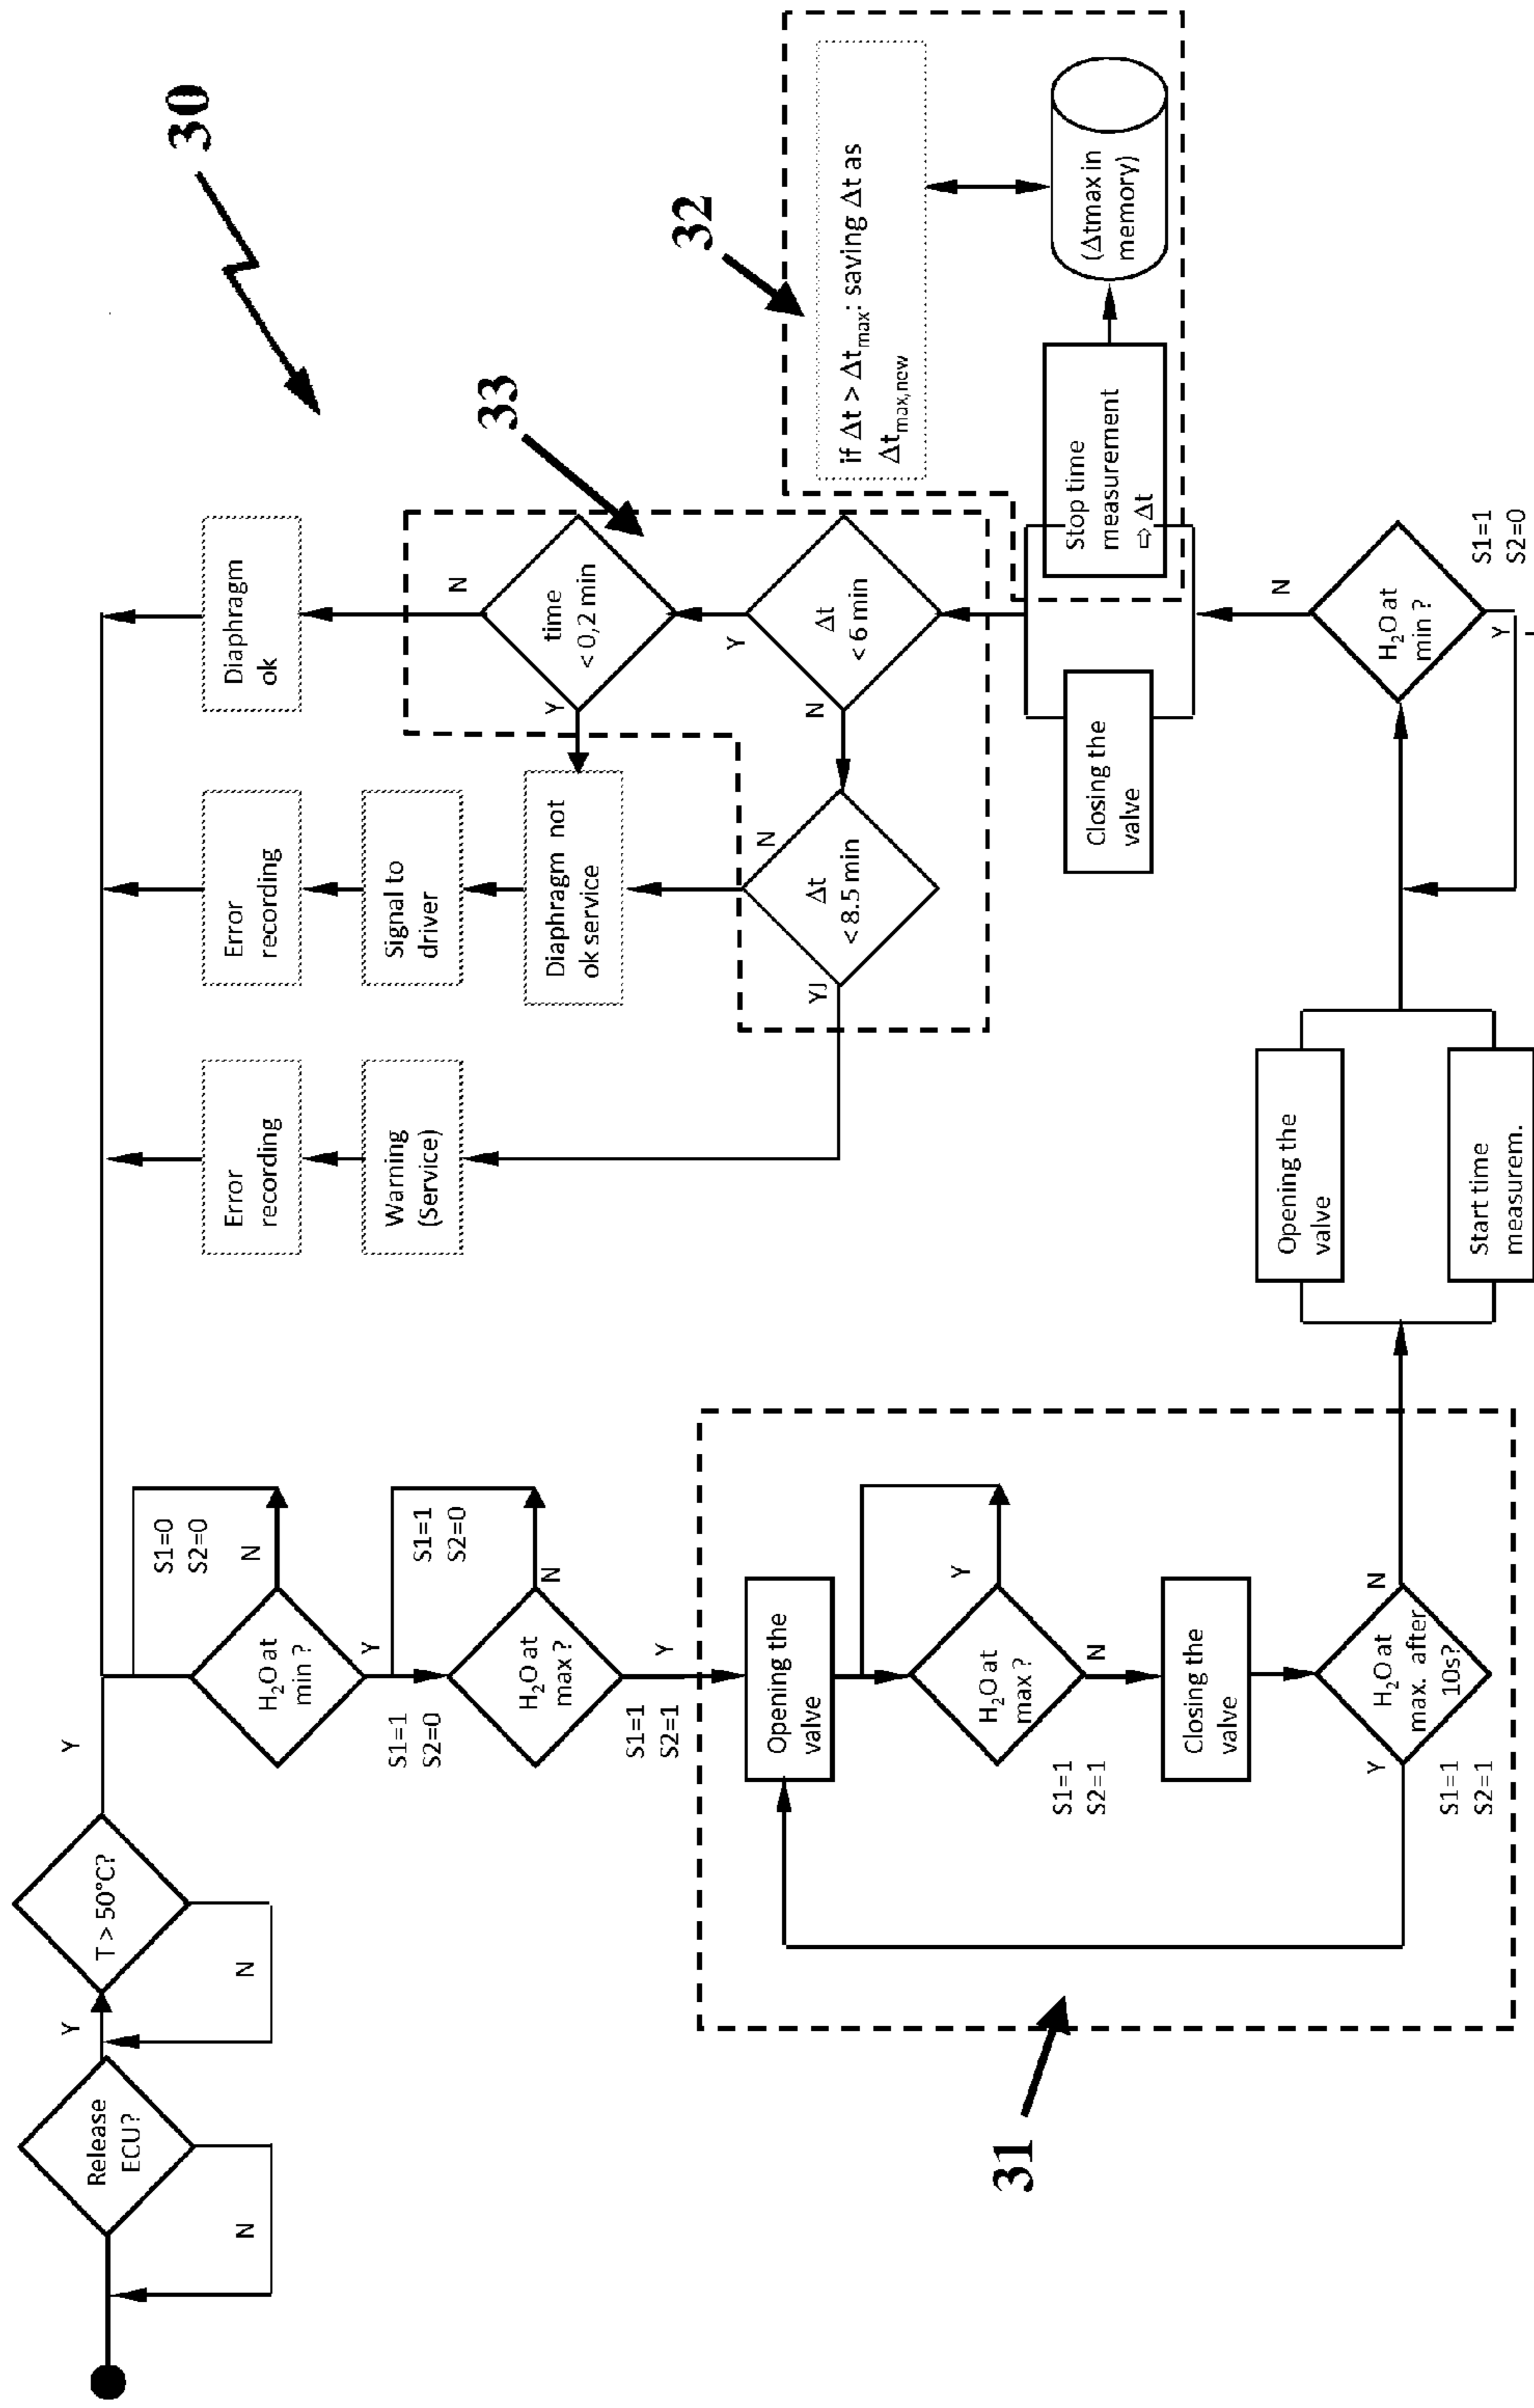 30
Release
ECU?
N
Y
T > 50°C?
N
Y
H₂O at
min ?
N
S1=0
S2=0
Y
S1=1
S2=0
H₂O at
max ?
N
S1=1
S2=0
Y
S1=1
S2=1
31
Opening the
valve
H₂O at
max ?
Y
N
S1=1
S2=1
Closing the
valve
H₂O at
max. after
10s?
Y
S1=1
S2=1
N
Opening the
valve
Start time
measurem.
H₂O at
min ?
Y
S1=1
S2=0
N
Closing the
valve
Stop time
measurement
⇨ Δt
32
if Δt > Δtmax: saving Δt as
Δtmax,new
(Δtmax in
memory)
33
Δt
< 6 min
Y
N
time
< 0,2 min
Y
N
Δt
< 8.5 min
N
YJ
Diaphragm
ok
Diaphragm not
ok service
Signal to
driver
Error
recording
Warning
(Service)
Error
recording